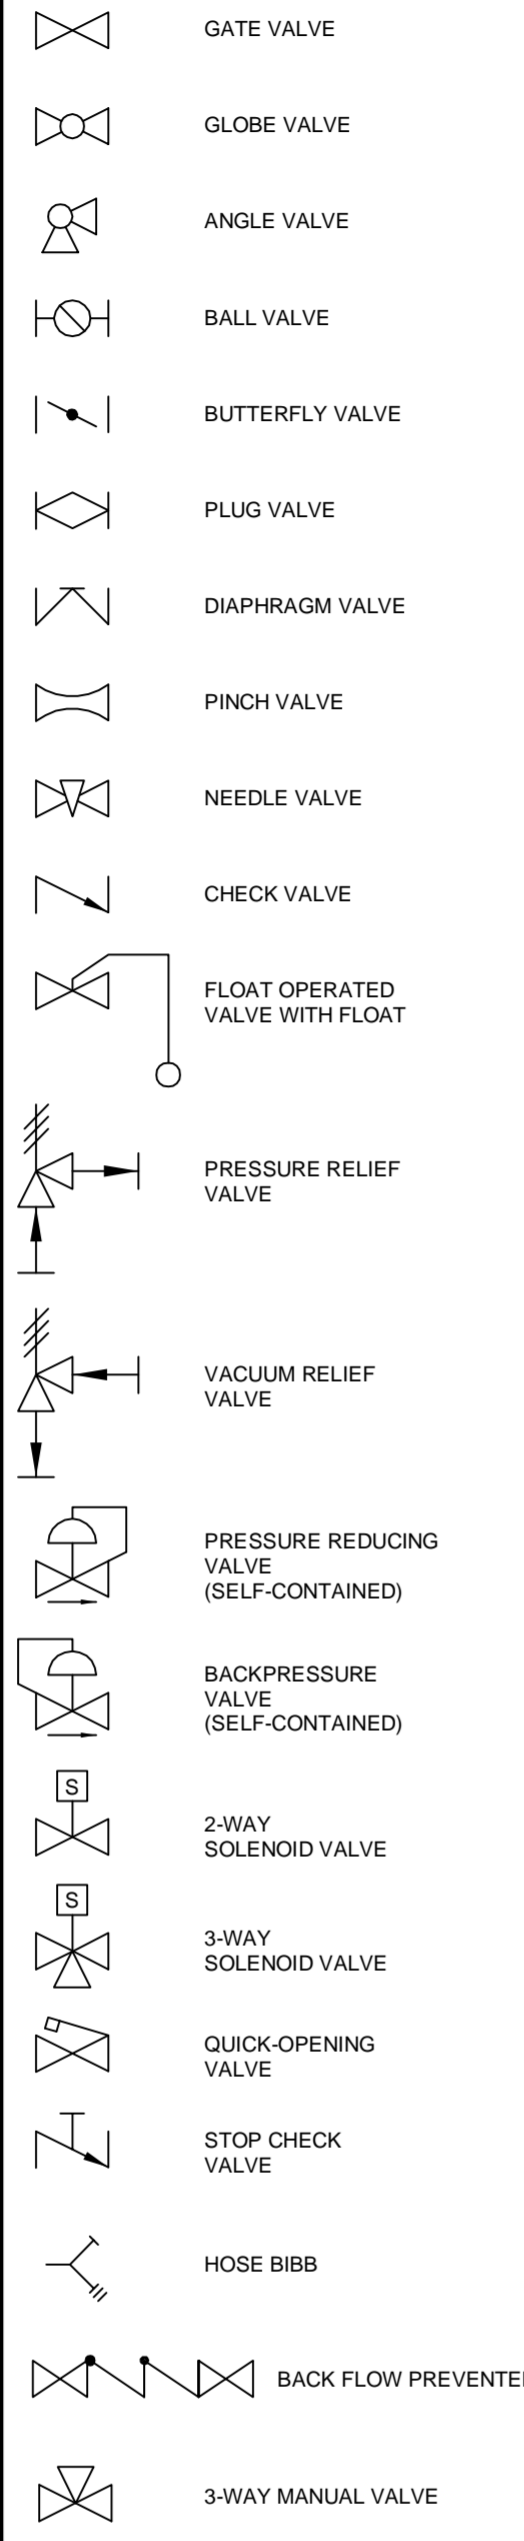 GATE VALVE
GLOBE VALVE
ANGLE VALVE
BALL VALVE
BUTTERFLY VALVE
PLUG VALVE
DIAPHRAGM VALVE
PINCH VALVE
NEEDLE VALVE
CHECK VALVE
FLOAT OPERATED
VALVE WITH FLOAT
PRESSURE RELIEF
VALVE
VACUUM RELIEF
VALVE
PRESSURE REDUCING
VALVE
(SELF-CONTAINED)
BACKPRESSURE
VALVE
(SELF-CONTAINED)
S
2-WAY
SOLENOID VALVE
S
3-WAY
SOLENOID VALVE
QUICK-OPENING
VALVE
STOP CHECK
VALVE
HOSE BIBB
BACK FLOW
3-WAY MANUAL VALVE